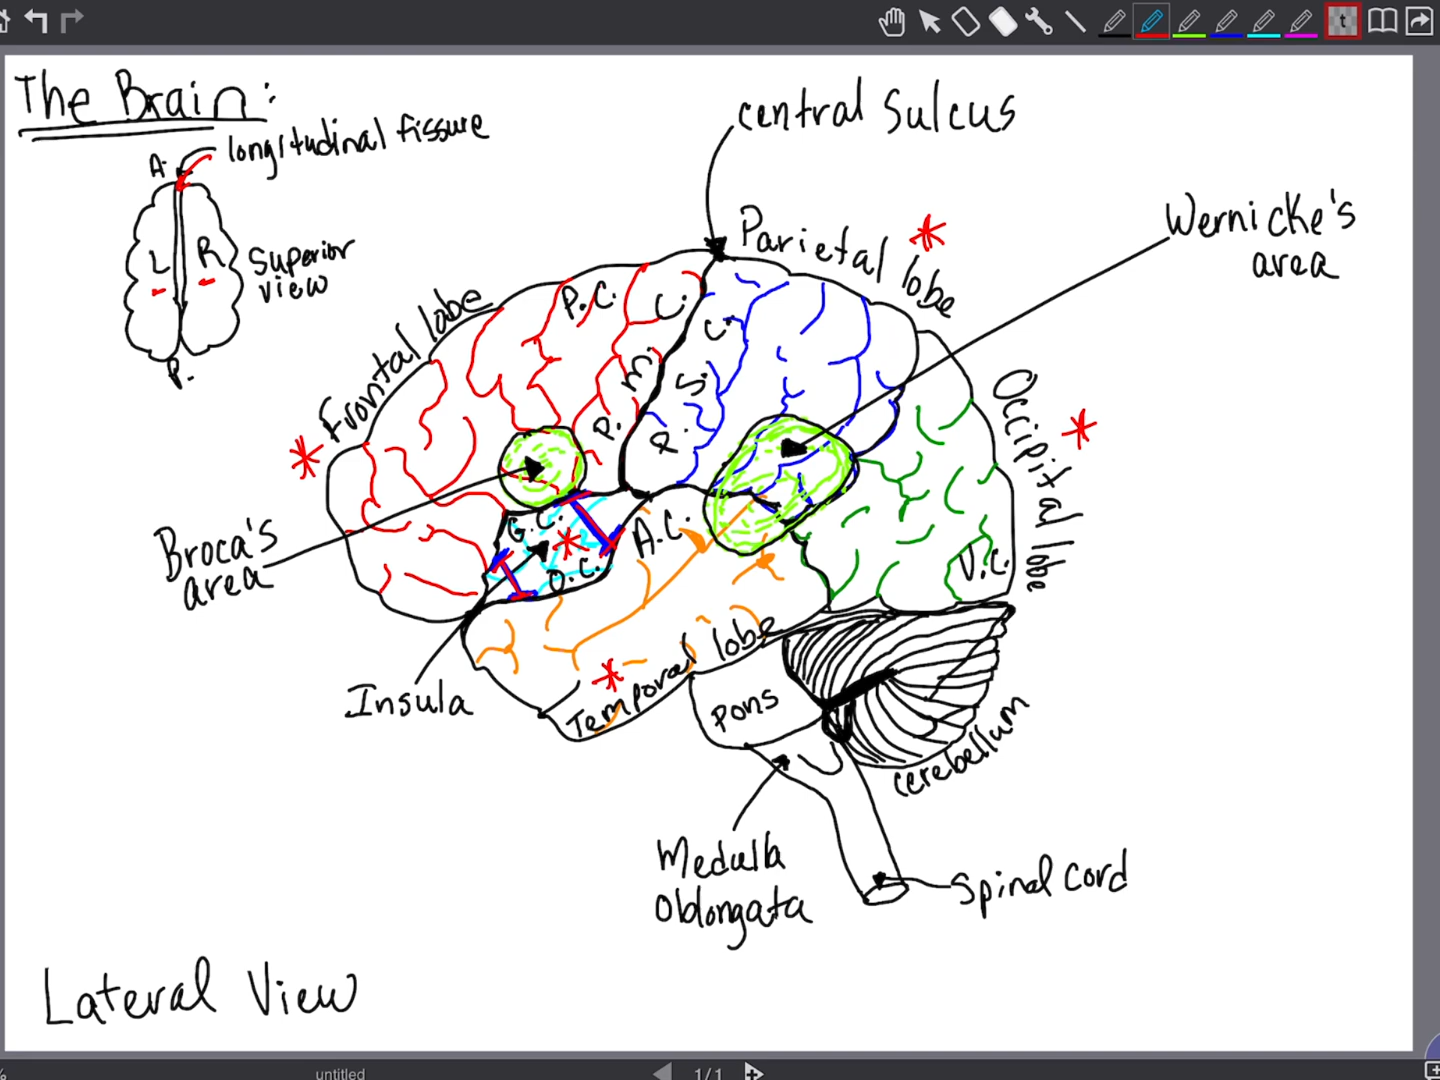 The Brain:
longitudinal fissure
A.
L
R
Superior
view
P.
central sulcus
Wernicke's
area
Parietal lobe
Frontal lobe
Occipital lobe
P.C.
P.M.C.
P.S.C.
Broca's
area
G.C.
O.C.
A.C.
V.C.
Insula
Temporal lobe
Pons
cerebellum
Medulla
Oblongata
Spinal cord
Lateral View
t
untitled
1/1